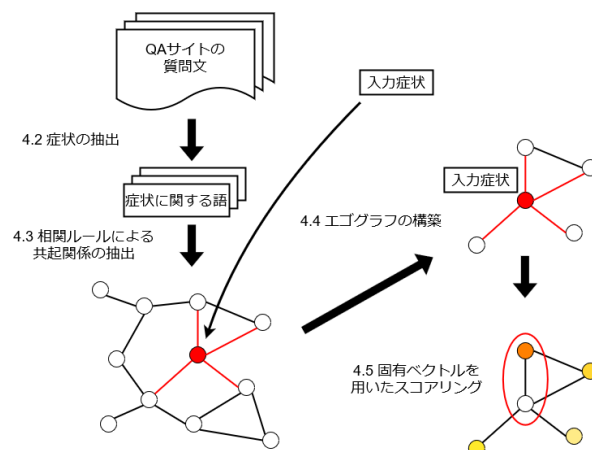 QAサイトの
質問文
入力症状
4.2 症状の抽出
症状に関する語
4.3 相関ルールによる
共起関係の抽出
入力症状
4.4 エゴグラフの構築
4.5 固有ベクトルを
用いたスコアリング